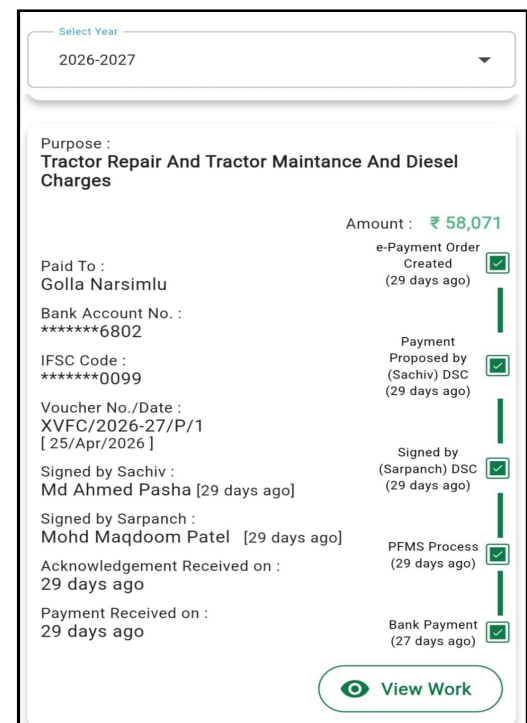 Select Year
2026-2027
Purpose :
Tractor Repair And Tractor Maintance And Diesel
Charges
Amount : ₹ 58,071
Paid To :
Golla Narsimlu
Bank Account No. :
*******6802
IFSC Code :
*******0099
Voucher No./Date :
XVFC/2026-27/P/1
[ 25/Apr/2026 ]
Signed by Sachiv :
Md Ahmed Pasha [29 days ago]
Signed by Sarpanch :
Mohd Maqdoom Patel [29 days ago]
Acknowledgement Received on :
29 days ago
Payment Received on :
29 days ago
e-Payment Order
Created
(29 days ago)
Payment
Proposed by
(Sachiv) DSC
(29 days ago)
Signed by
(Sarpanch) DSC
(29 days ago)
PFMS Process
(29 days ago)
Bank Payment
(27 days ago)
View Work